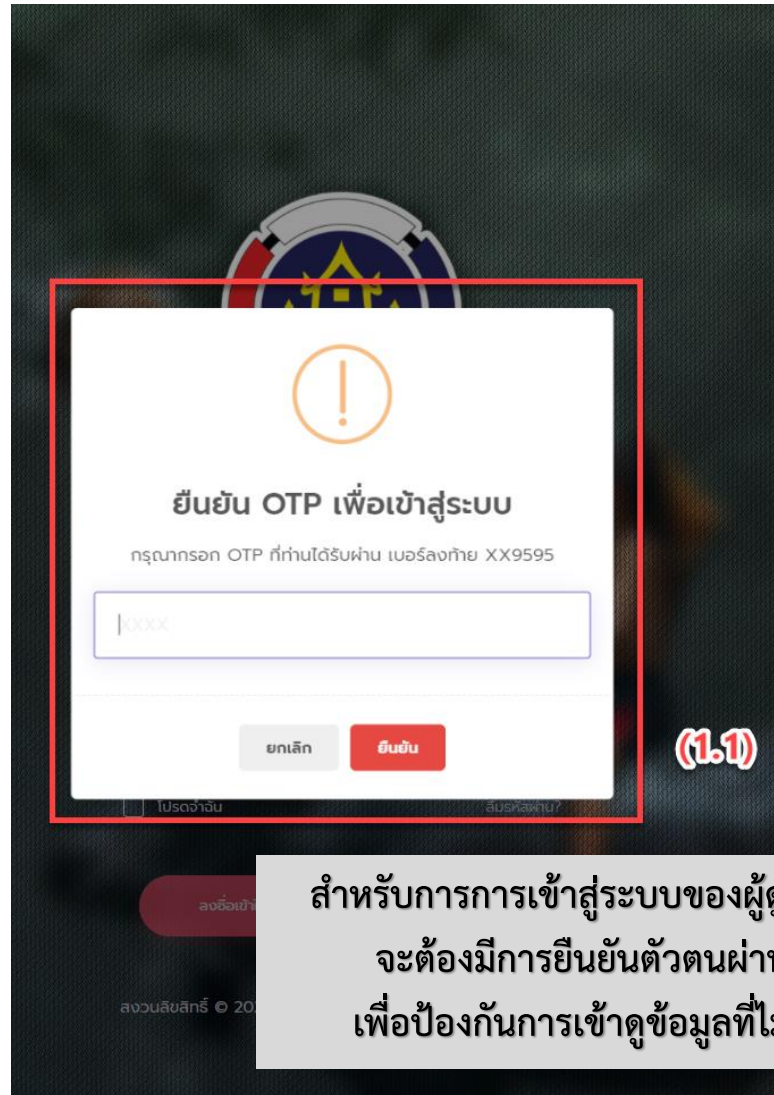 ยืนยัน OTP เพื่อเข้าสู่ระบบ
กรุณากรอก OTP ที่ท่านได้รับผ่าน เบอร์ลงท้าย XX9595
XXXX
ยกเลิก
ยืนยัน
(1.1)
โปรดจำฉัน
ลืมรหัสผ่าน?
ลงชื่อเข้า
สำหรับการการเข้าสู่ระบบของผู้
จะต้องมีการยืนยันตัวตนผ่าน
เพื่อป้องกันการเข้าดูข้อมูลที่
สงวนลิขสิทธิ์ © 20